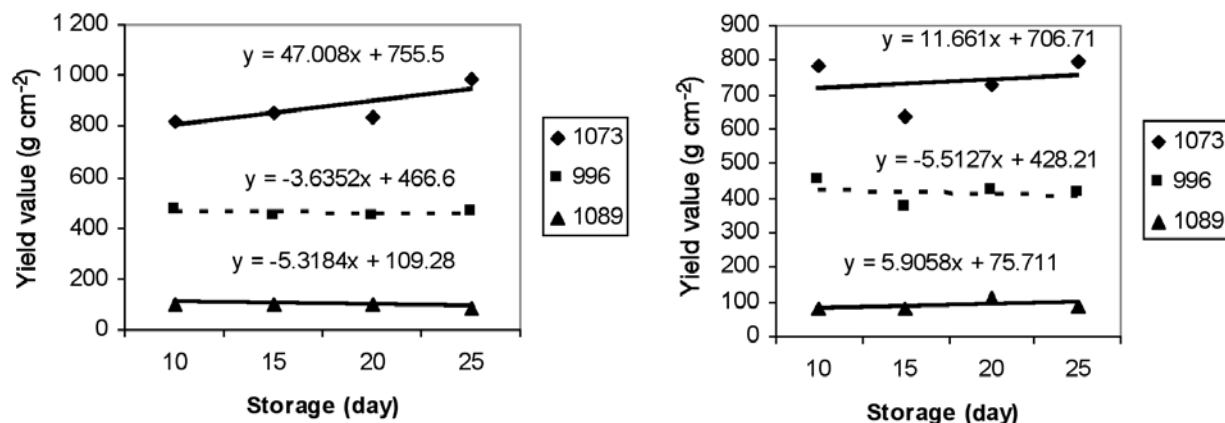 1 200
1 000
800
600
400
200
0
Yield value (g cm-2)
y = 47.008x + 755.5
y = -3.6352x + 466.6
y = -5.3184x + 109.28
10 15 20 25
Storage (day)
1073
996
1089
900
800
700
600
500
400
300
200
100
0
Yield value (g cm-2)
y = 11.661x + 706.71
y = -5.5127x + 428.21
y = 5.9058x + 75.711
10 15 20 25
Storage (day)
1073
996
1089